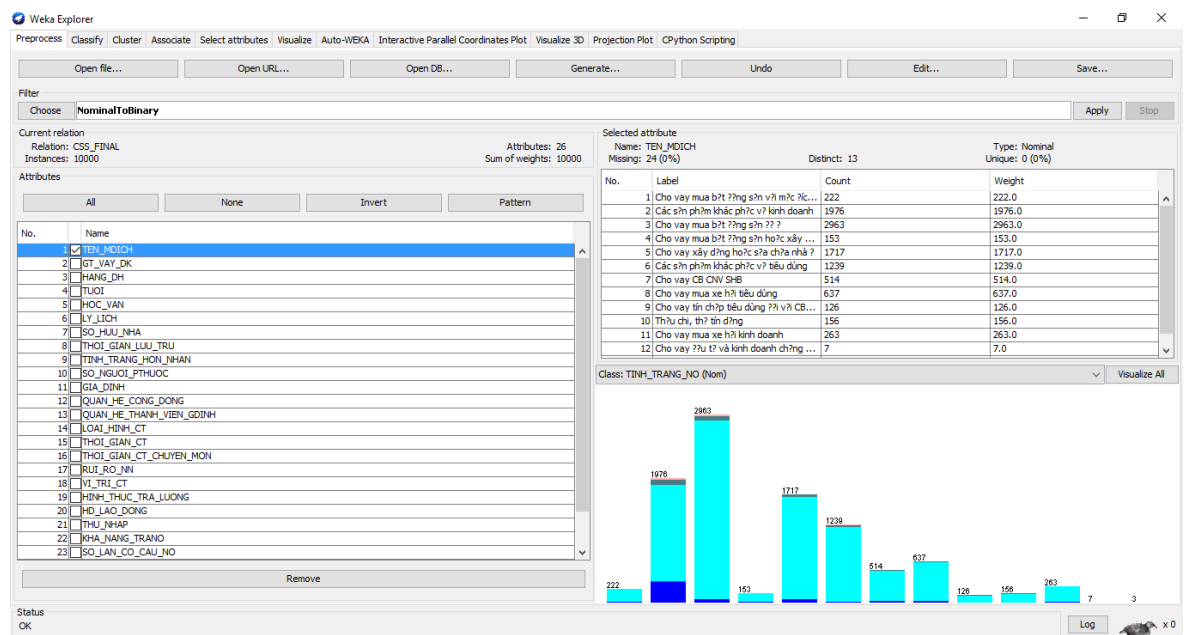 Weka Explorer
Preprocess Classify Cluster Associate Select attributes Visualize Auto-WEKA Interactive Parallel Coordinates Plot Visualize 3D Projection Plot CPython Scripting
Open file... Open URL... Open DB... Generate... Undo Edit... Save...
Filter
Choose NominalToBinary Apply Stop
Current relation
Relation: CSS_FINAL Attributes: 26
Instances: 10000 Sum of weights: 10000
Attributes
All None Invert Pattern
No. Name
1 TEN_MDICH
2 GT_VAY_DK
3 HANG_DH
4 TUOI
5 HOC_VAN
6 LY_LICH
7 SO_HUU_NHA
8 THOI_GIAN_LUU_TRU
9 TINH_TRANG_HON_NHAN
10 SO_NGUOI_PTHUOC
11 GIA_DINH
12 QUAN_HE_CONG_DONG
13 QUAN_HE_THANH_VIEN_GDINH
14 LOAI_HINH_CT
15 THOI_GIAN_CT
16 THOI_GIAN_CT_CHUYEN_MON
17 RUI_RO_NN
18 VI_TRI_CT
19 HINH_THUC_TRA_LUONG
20 HD_LAO_DONG
21 THU_NHAP
22 KHA_NANG_TRANO
23 SO_LAN_CO_CAU_NO
Remove
Selected attribute
Name: TEN_MDICH Type: Nominal
Missing: 24 (0%) Distinct: 13 Unique: 0 (0%)
No. Label Count Weight
1 Cho vay mua b?t ??ng s?n v?i m?c ?íc... 222 222.0
2 Các s?n ph?m khác ph?c v? kinh doanh 1976 1976.0
3 Cho vay mua b?t ??ng s?n ?? ? 2963 2963.0
4 Cho vay mua b?t ??ng s?n ho?c xây ... 153 153.0
5 Cho vay xây d?ng ho?c s?a ch?a nhà ? 1717 1717.0
6 Các s?n ph?m khác ph?c v? tiêu dùng 1239 1239.0
7 Cho vay CB CNV SHB 514 514.0
8 Cho vay mua xe h?i tiêu dùng 637 637.0
9 Cho vay tín ch?p tiêu dùng ??i v?i CB... 126 126.0
10 Th?u chi, th? tín d?ng 156 156.0
11 Cho vay mua xe h?i kinh doanh 263 263.0
12 Cho vay ??u t? và kinh doanh ch?ng ... 7 7.0
Class: TINH_TRANG_NO (Nom) Visualize All
222 1976 2963 153 1717 1239 514 637 126 156 263 7 3
Status
OK Log x 0